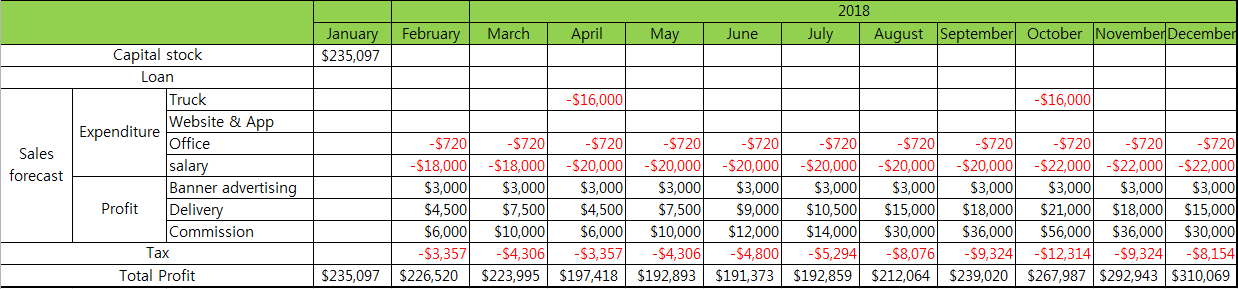 2018
January February March April May June July August September October November December
Capital stock $235,097
Loan
Truck -$16,000 -$16,000
Website & App
Expenditure
Office -$720 -$720 -$720 -$720 -$720 -$720 -$720 -$720 -$720 -$720 -$720
Sales forecast
salary -$18,000 -$18,000 -$20,000 -$20,000 -$20,000 -$20,000 -$20,000 -$20,000 -$22,000 -$22,000 -$22,000
Banner advertising $3,000 $3,000 $3,000 $3,000 $3,000 $3,000 $3,000 $3,000 $3,000 $3,000 $3,000
Profit Delivery $4,500 $7,500 $4,500 $7,500 $9,000 $10,500 $15,000 $18,000 $21,000 $18,000 $15,000
Commission $6,000 $10,000 $6,000 $10,000 $12,000 $14,000 $30,000 $36,000 $56,000 $36,000 $30,000
Tax -$3,357 -$4,306 -$3,357 -$4,306 -$4,800 -$5,294 -$8,076 -$9,324 -$12,314 -$9,324 -$8,154
Total Profit $235,097 $226,520 $223,995 $197,418 $192,893 $191,373 $192,859 $212,064 $239,020 $267,987 $292,943 $310,069